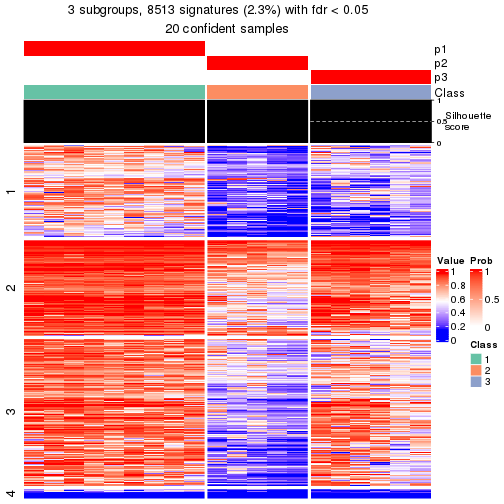 3 subgroups, 8513 signatures (2.3%) with fdr < 0.05
20 confident samples
p1
p2
p3
Class
1
0.5
0
Silhouette
score
1
2
3
4
Value
1
0.8
0.6
0.4
0.2
0
Prob
1
0.5
0
Class
1
2
3